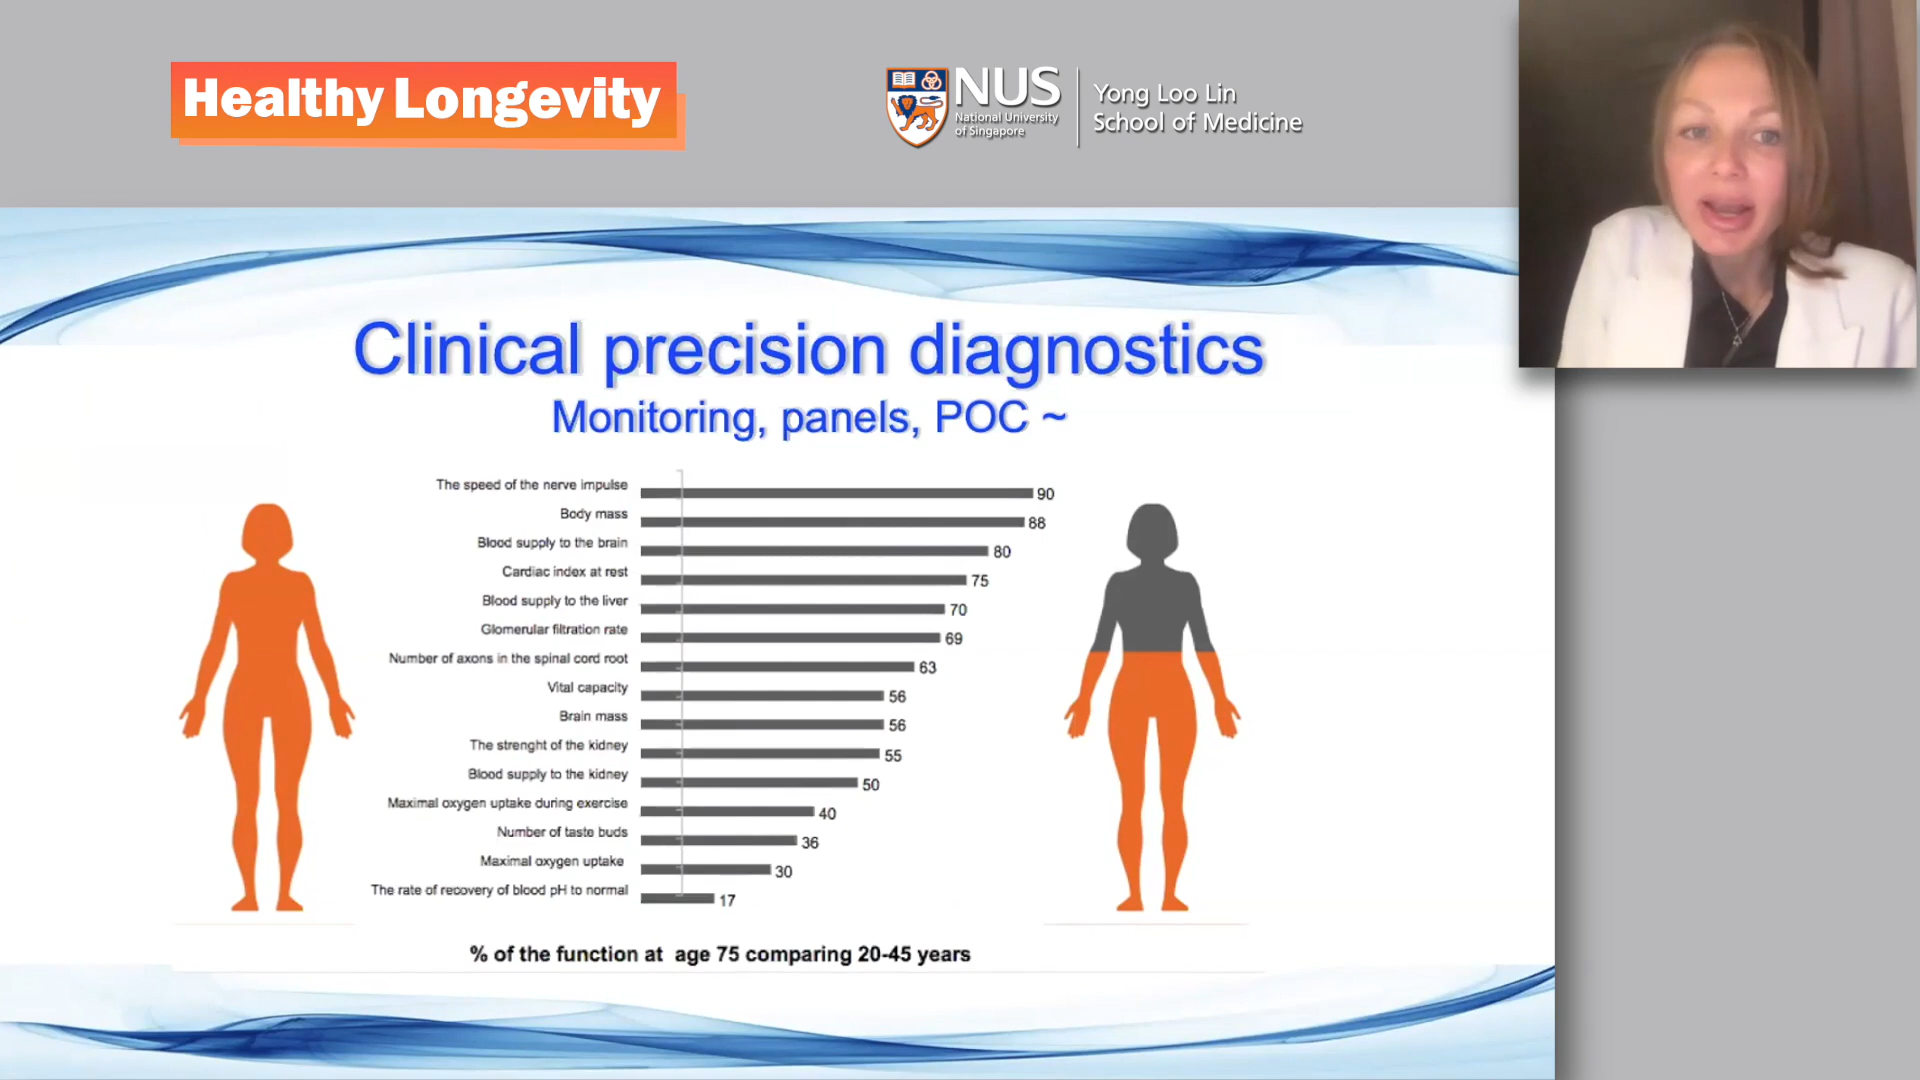 Healthy Longevity
NUS
National University
of Singapore
Yong Loo Lin
School of Medicine
Clinical precision diagnostics
Monitoring, panels, POC ~
The speed of the nerve impulse 90
Body mass 88
Blood supply to the brain 80
Cardiac index at rest 75
Blood supply to the liver 70
Glomerular filtration rate 69
Number of axons in the spinal cord root 63
Vital capacity 56
Brain mass 56
The strenght of the kidney 55
Blood supply to the kidney 50
Maximal oxygen uptake during exercise 40
Number of taste buds 36
Maximal oxygen uptake 30
The rate of recovery of blood pH to normal 17
% of the function at age 75 comparing 20-45 years